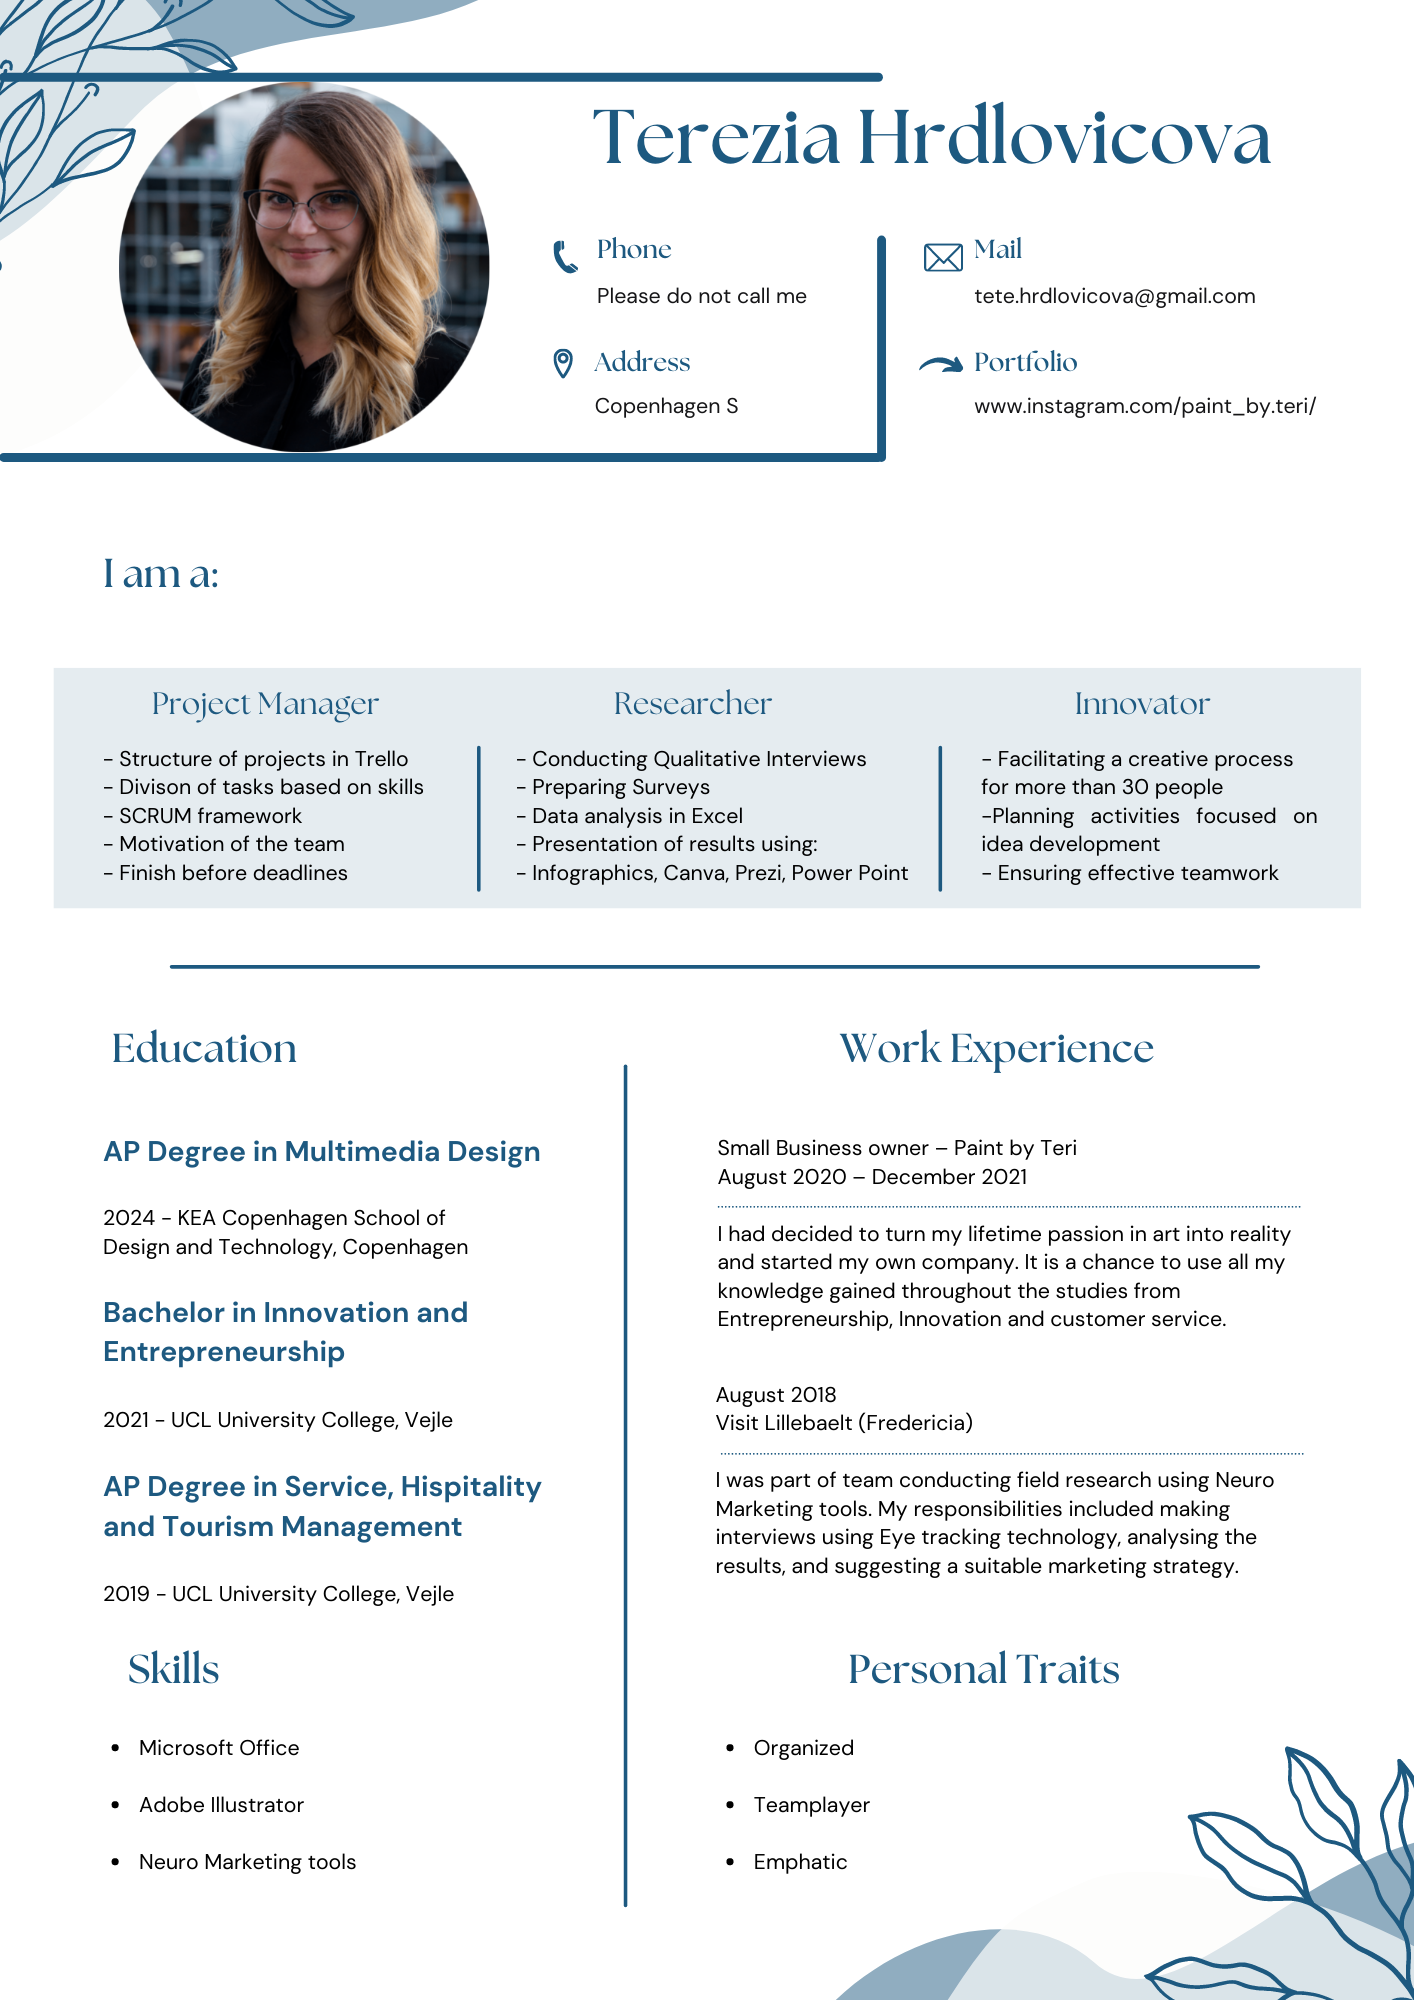 Terezia Hrdlovicova
Phone
Please do not call me
Mail
tete.hrdlovicova@gmail.com
Address
Copenhagen S
Portfolio
www.instagram.com/paint_by.teri/
I am a:
Project Manager
- Structure of projects in Trello
- Divison of tasks based on skills
- SCRUM framework
- Motivation of the team
- Finish before deadlines
Researcher
- Conducting Qualitative Interviews
- Preparing Surveys
- Data analysis in Excel
- Presentation of results using:
- Infographics, Canva, Prezi, Power Point
Innovator
- Facilitating a creative process
for more than 30 people
-Planning activities focused on
idea development
- Ensuring effective teamwork
Education
AP Degree in Multimedia Design
2024 - KEA Copenhagen School of
Design and Technology, Copenhagen
Bachelor in Innovation and
Entrepreneurship
2021 - UCL University College, Vejle
AP Degree in Service, Hispitality
and Tourism Management
2019 - UCL University College, Vejle
Work Experience
Small Business owner – Paint by Teri
August 2020 – December 2021
I had decided to turn my lifetime passion in art into reality
and started my own company. It is a chance to use all my
knowledge gained throughout the studies from
Entrepreneurship, Innovation and customer service.
August 2018
Visit Lillebaelt (Fredericia)
I was part of team conducting field research using Neuro
Marketing tools. My responsibilities included making
interviews using Eye tracking technology, analysing the
results, and suggesting a suitable marketing strategy.
Skills
• Microsoft Office
• Adobe Illustrator
• Neuro Marketing tools
Personal Traits
• Organized
• Teamplayer
• Emphatic